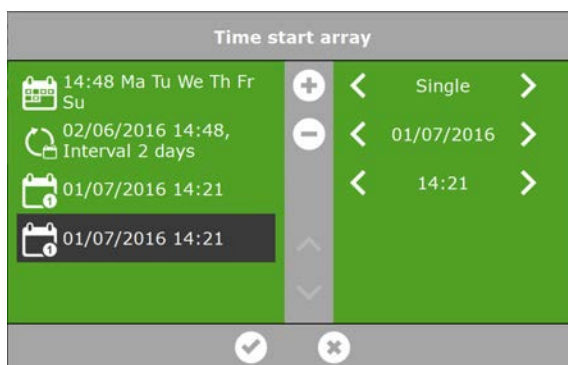 Time start array
14:48 Ma Tu We Th Fr
Su
02/06/2016 14:48,
Interval 2 days
01/07/2016 14:21
01/07/2016 14:21
Single
01/07/2016
14:21